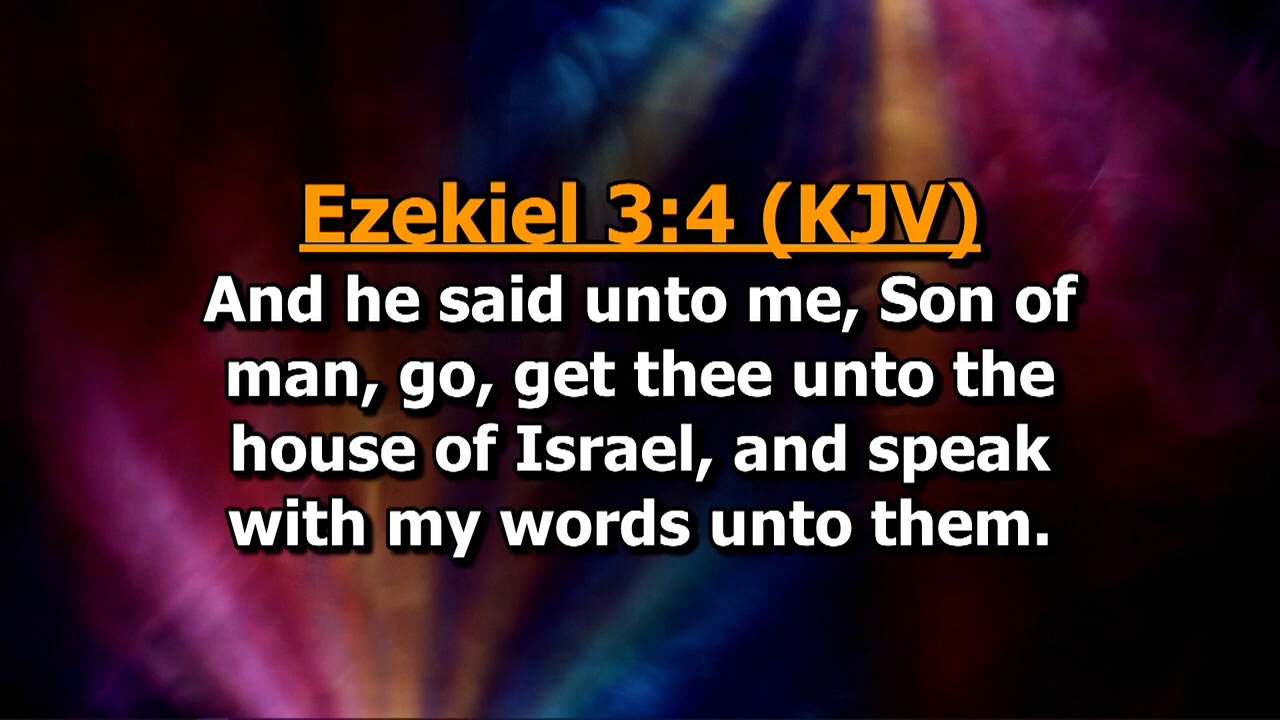 Ezekiel 3:4 (KJV)
And he said unto me, Son of
man, go, get thee unto the
house of Israel, and speak
with my words unto them.